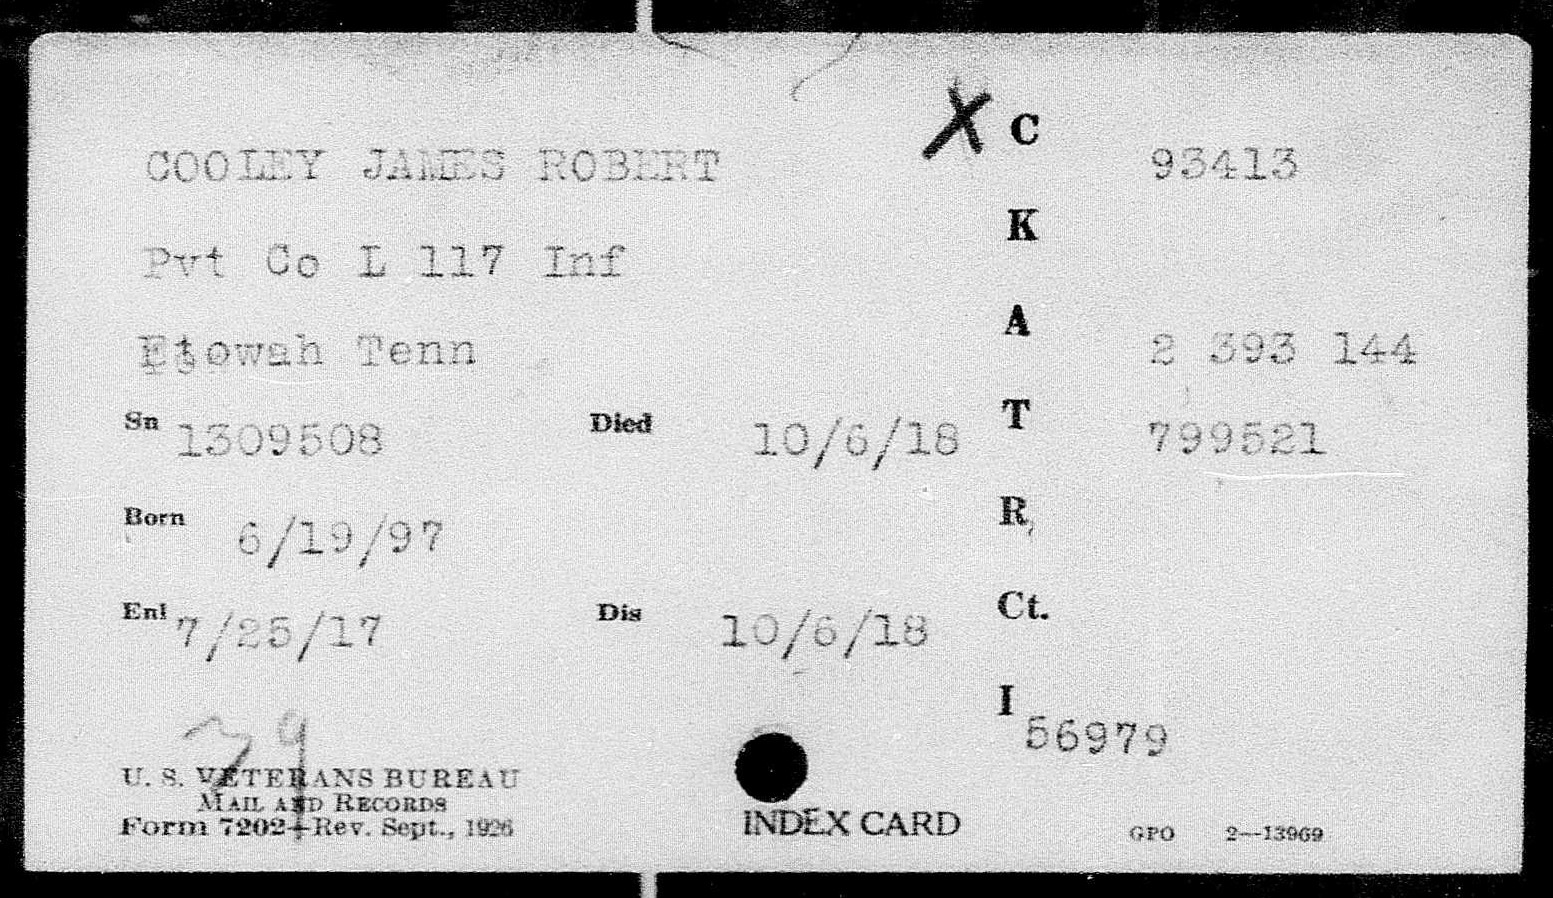 X C
COOLEY JAMES ROBERT 93413
K
Pvt Co L 117 Inf
A
Etowah Tenn 2 393 144
Sn 1309508 Died 10/6/18 T 799521
Born 6/19/97 R
Enl 7/25/17 Dis 10/6/18 Ct.
I 56979
39
U. S. VETERANS BUREAU
MAIL AND RECORDS
Form 7202—Rev. Sept., 1926
INDEX CARD
GPO 2—13969